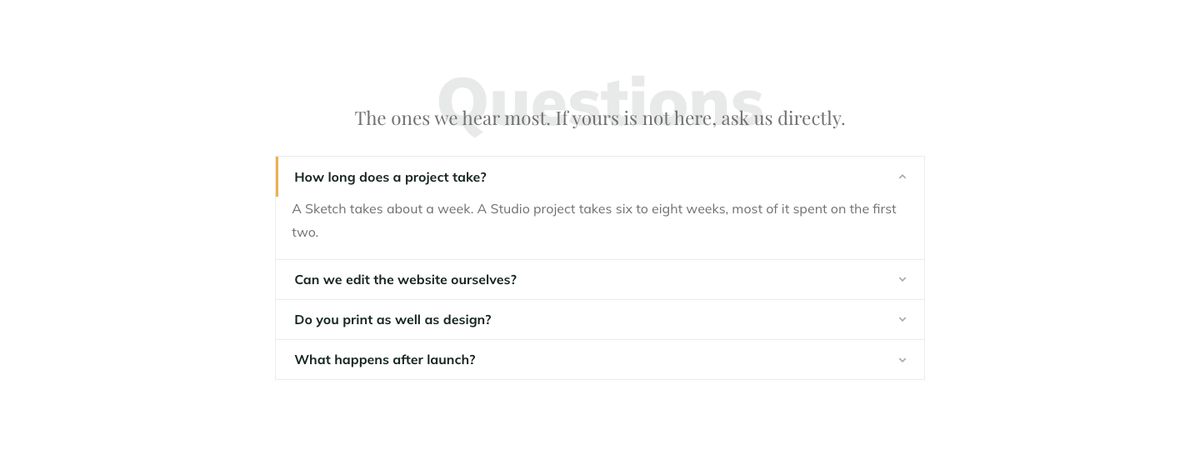 Questions
The ones we hear most. If yours is not here, ask us directly.
How long does a project take?
A Sketch takes about a week. A Studio project takes six to eight weeks, most of it spent on the first
two.
Can we edit the website ourselves?
Do you print as well as design?
What happens after launch?